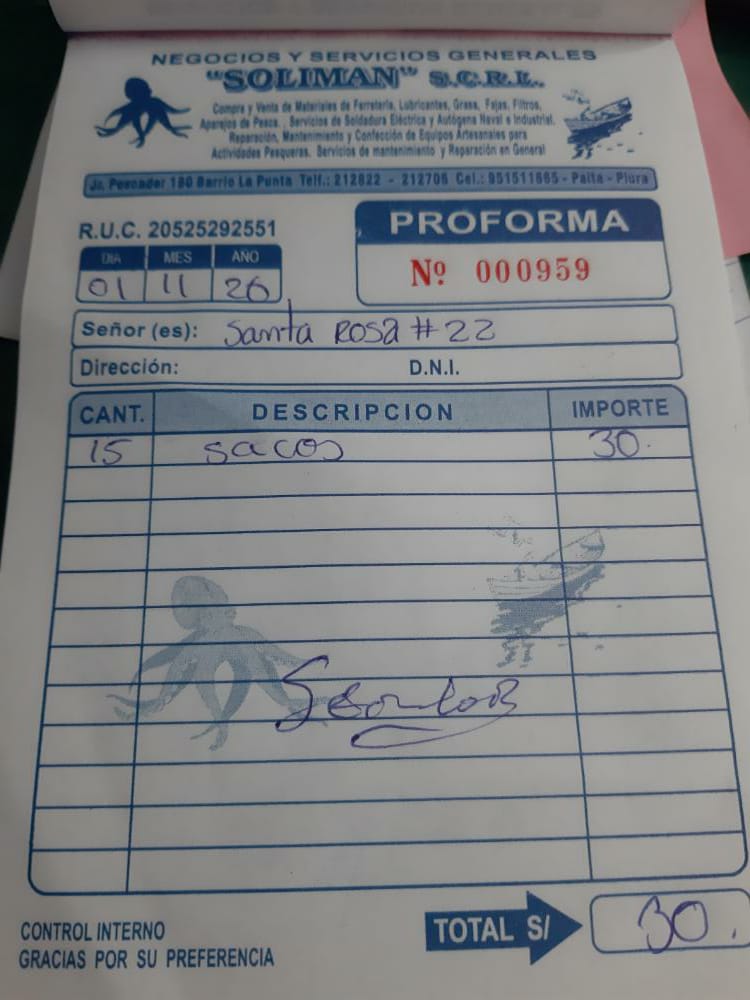 NEGOCIOS Y SERVICIOS GENERALES
"SOLIMAN" S.C.R.L.
Compra y Venta de Materiales de Ferretería, Lubricantes, Grasa, Fajas, Filtros,
Aparejos de Pesca. Servicios de Soldadura Eléctrica y Autógena Naval e Industrial.
Reparación, Mantenimiento y Confección de Equipos Artesanales para
Actividades Pesqueras. Servicios de mantenimiento y Reparación en General
Jr. Pescador 180 Barrio La Punta Telf.: 212822 - 212706 Cel.: 951511665 - Paita - Piura
R.U.C. 20525292551
PROFORMA
DIA MES AÑO
Nº 000959
01 11 20
Señor (es): Santa Rosa # 22
Dirección: D.N.I.
CANT. DESCRIPCION IMPORTE
15 sacos 30.
TOTAL S/ 30.
CONTROL INTERNO
GRACIAS POR SU PREFERENCIA